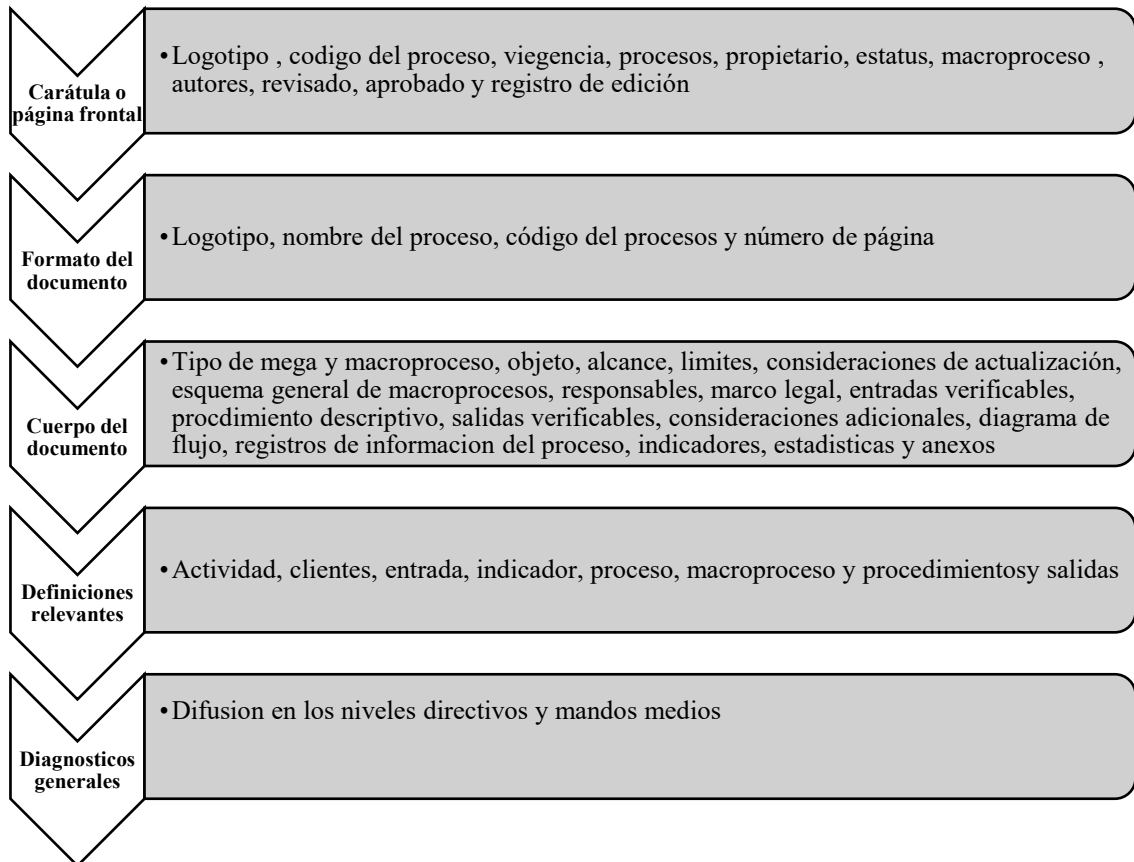 Carátula o
página frontal
•Logotipo , codigo del proceso, viegencia, procesos, propietario, estatus, macroproceso ,
autores, revisado, aprobado y registro de edición
Formato del
documento
•Logotipo, nombre del proceso, código del procesos y número de página
Cuerpo del
documento
•Tipo de mega y macroproceso, objeto, alcance, limites, consideraciones de actualización,
esquema general de macroprocesos, responsables, marco legal, entradas verificables,
procdimiento descriptivo, salidas verificables, consideraciones adicionales, diagrama de
flujo, registros de informacion del proceso, indicadores, estadisticas y anexos
Definiciones
relevantes
•Actividad, clientes, entrada, indicador, proceso, macroproceso y procedimientosy salidas
Diagnosticos
generales
•Difusion en los niveles directivos y mandos medios